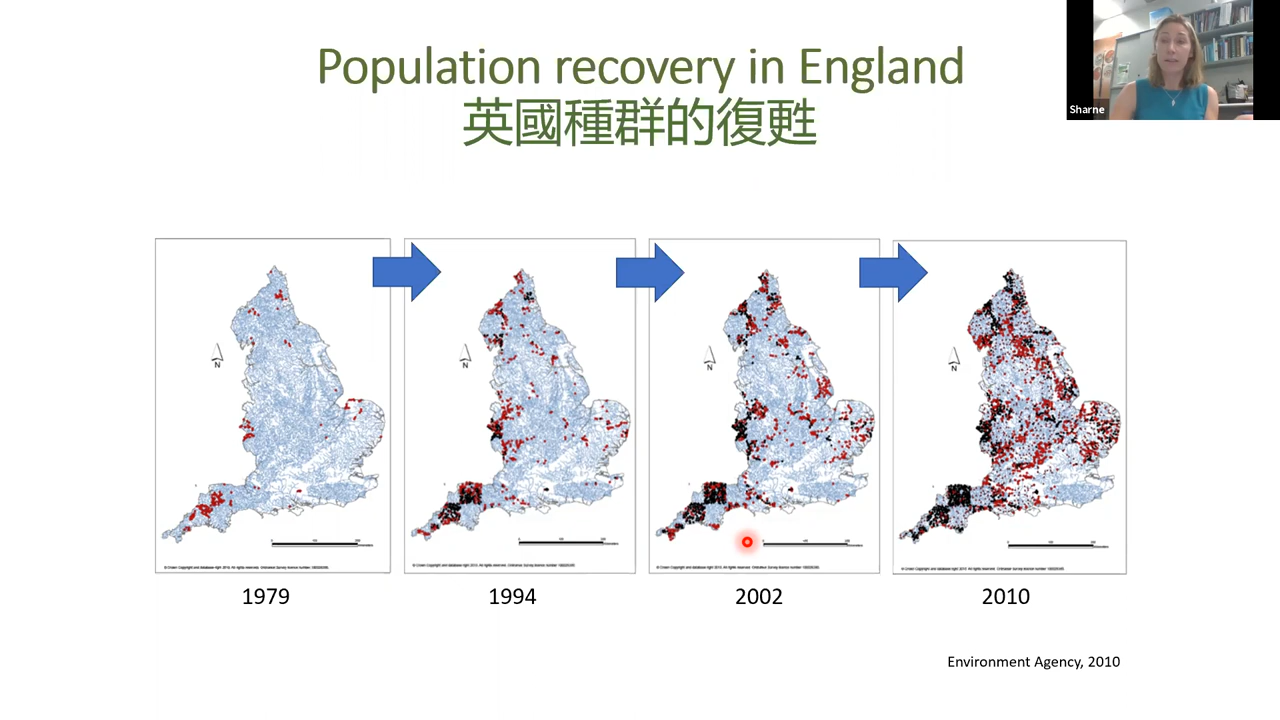 Population recovery in England
英國種群的復甦
Sharne
N
N
N
N
1979
1994
2002
2010
Environment Agency, 2010